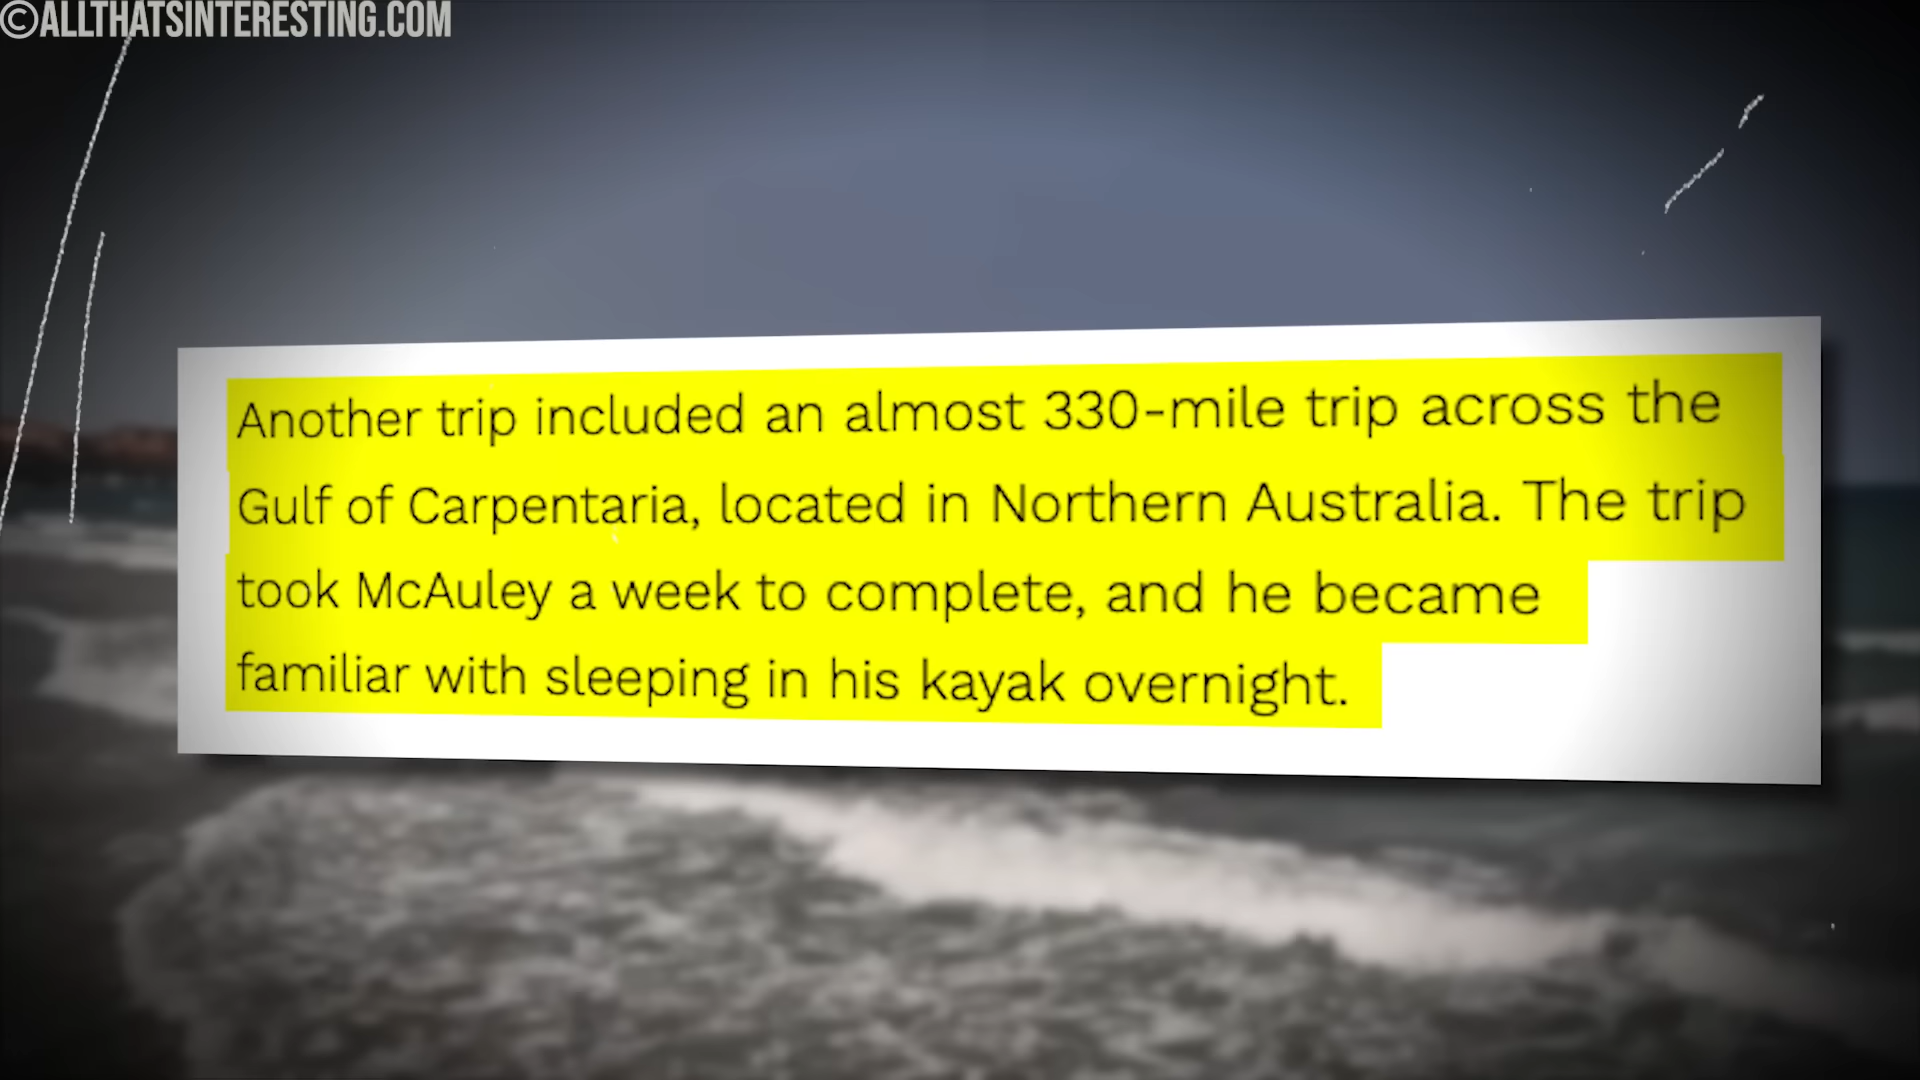 ©ALLTHATSINTERESTING.COM
Another trip included an almost 330-mile trip across the
Gulf of Carpentaria, located in Northern Australia. The trip
took McAuley a week to complete, and he became
familiar with sleeping in his kayak overnight.